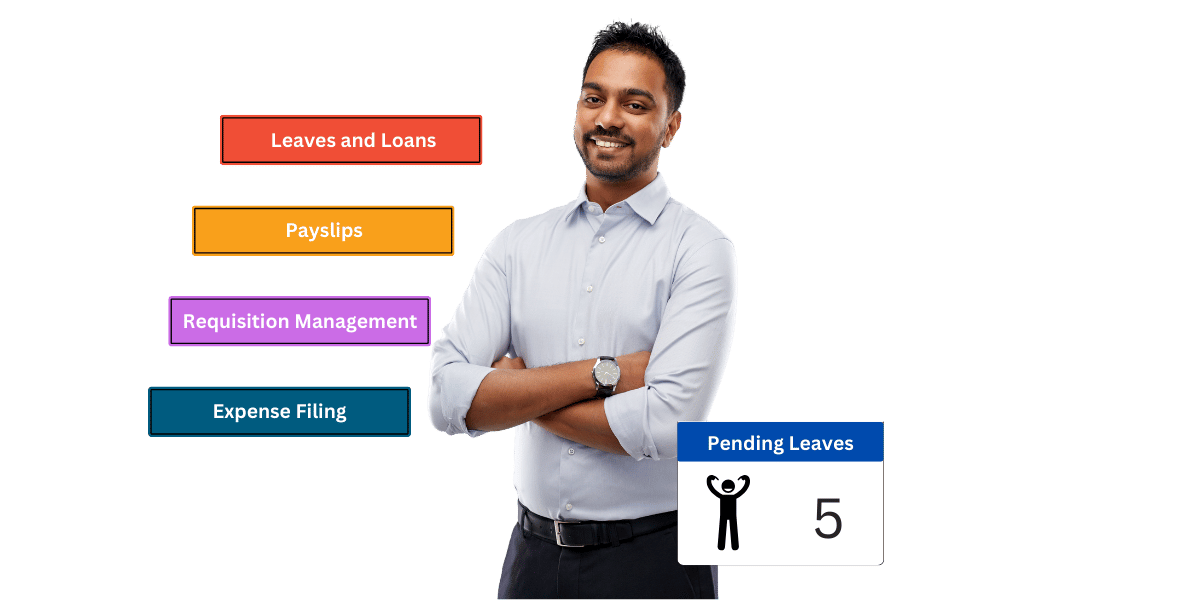 Leaves and Loans
Payslips
Requisition Management
Expense Filing
Pending Leaves
5